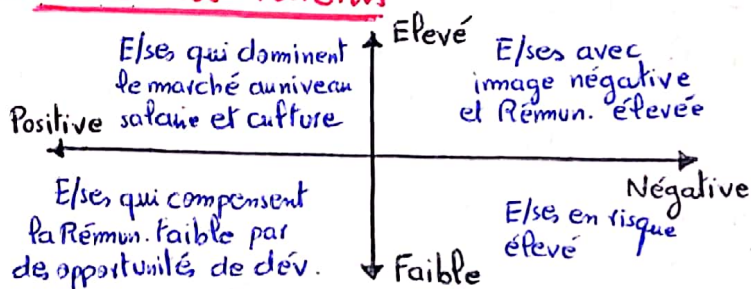 Elevé
E/ses qui dominent
le marché au niveau
salaire et culture
E/ses avec
image négative
et Rémun. élevée
Positive
Négative
E/ses qui compensent
la Rémun. faible par
des opportunités de dév.
E/ses en risque
élevé
Faible